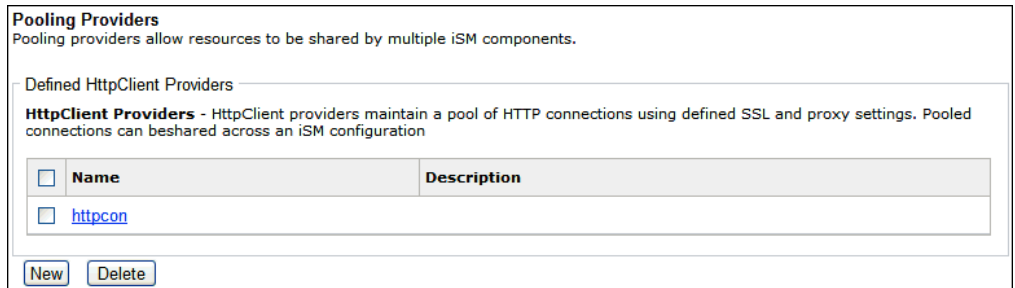 Pooling Providers
Pooling providers allow resources to be shared by multiple iSM components.
Defined HttpClient Providers
HttpClient Providers - HttpClient providers maintain a pool of HTTP connections using defined SSL and proxy settings. Pooled
connections can beshared across an iSM configuration
Name Description
httpcon
New Delete